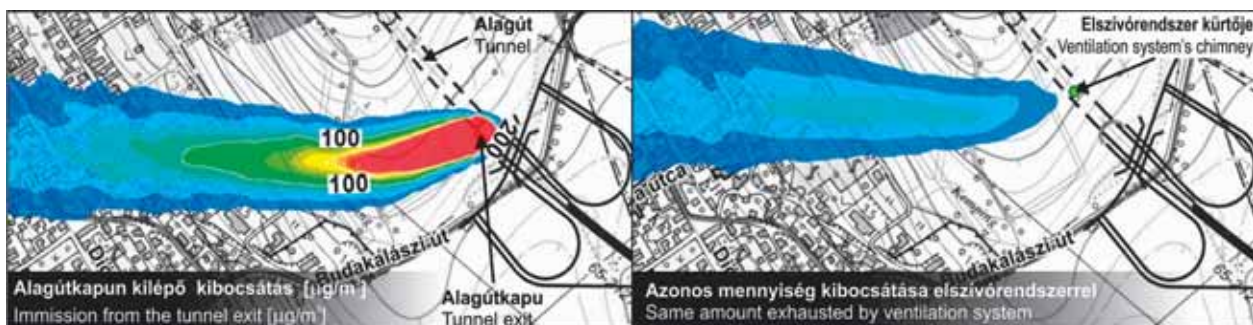 Alagút
Tunnel
100
100
200
Budakalászi út
Alagútkapun kilépő kibocsátás [µg/m³]
Immission from the tunnel exit [µg/m³]
Alagútkapu
Tunnel exit
Elszívórendszer kürtője
Ventilation system's chimney
utca
Budakalászi út
Azonos mennyiség kibocsátása elszívórendszerrel
Same amount exhausted by ventilation system